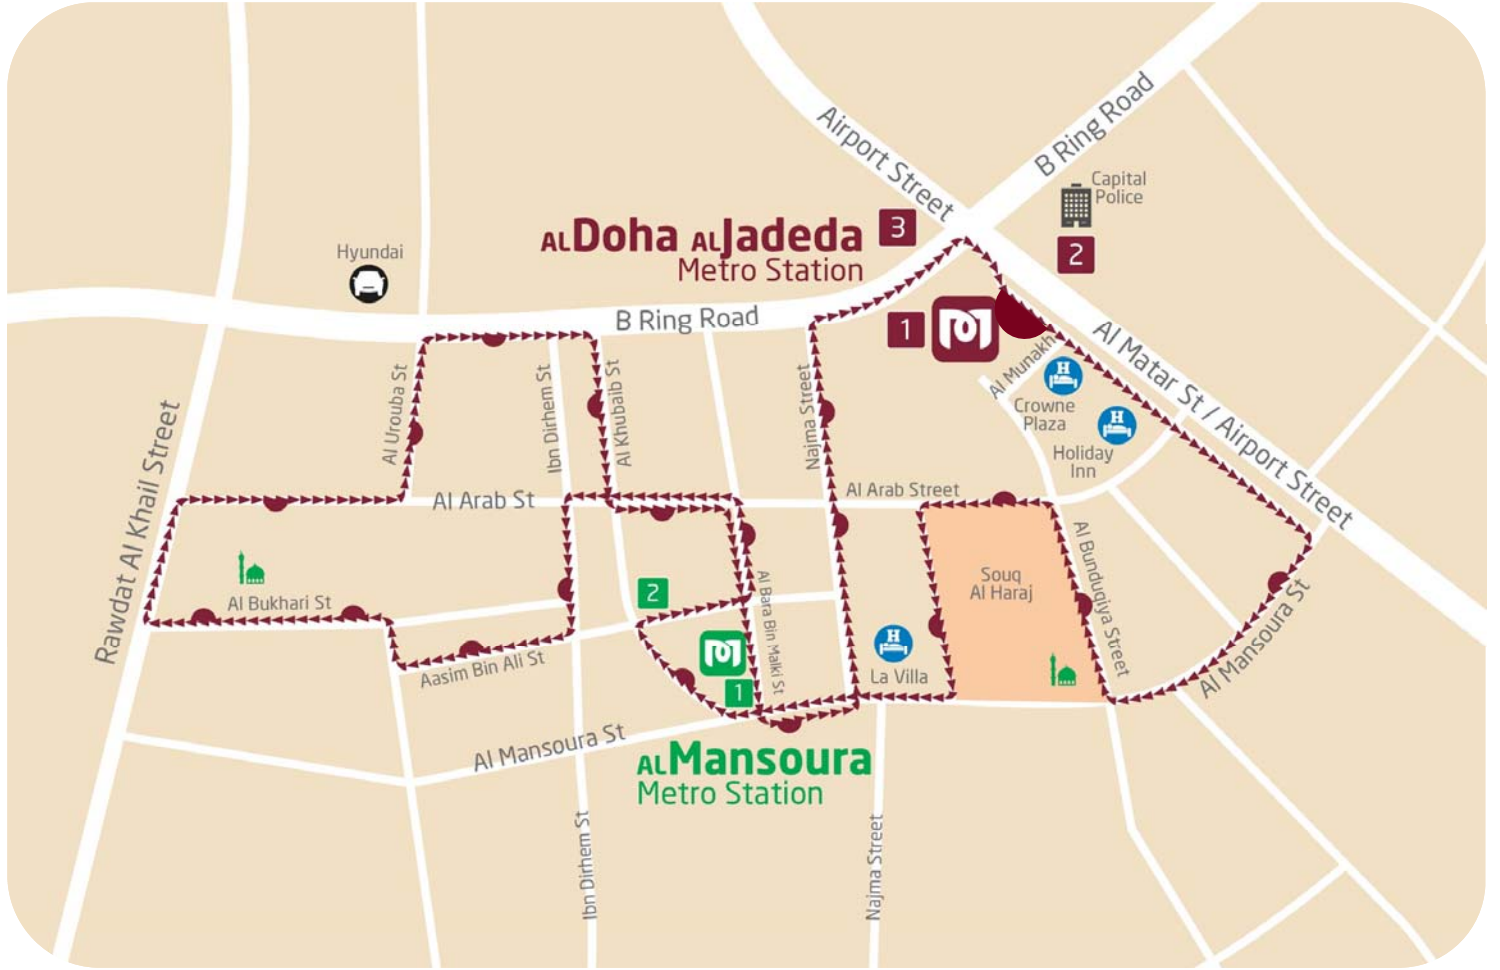 Airport Street
B Ring Road
Capital
Police
2
AL Doha AL Jadeda
Metro Station
3
Hyundai
B Ring Road
1
Al Munakh
Al Matar St / Airport Street
H
Crowne
Plaza
H
Holiday
Inn
Rawdat Al Khail Street
Al Urouba St
Ibn Dirhem St
Al Khubaib St
Najma Street
Al Arab St
Al Arab Street
Al Bukhari St
2
Al Bara Bin Malki St
Souq
Al Haraj
Al Bunduqiya Street
Al Mansoura St
H
La Villa
Aasim Bin Ali St
1
Al Mansoura St
AL Mansoura
Metro Station
Ibn Dirhem St
Najma Street